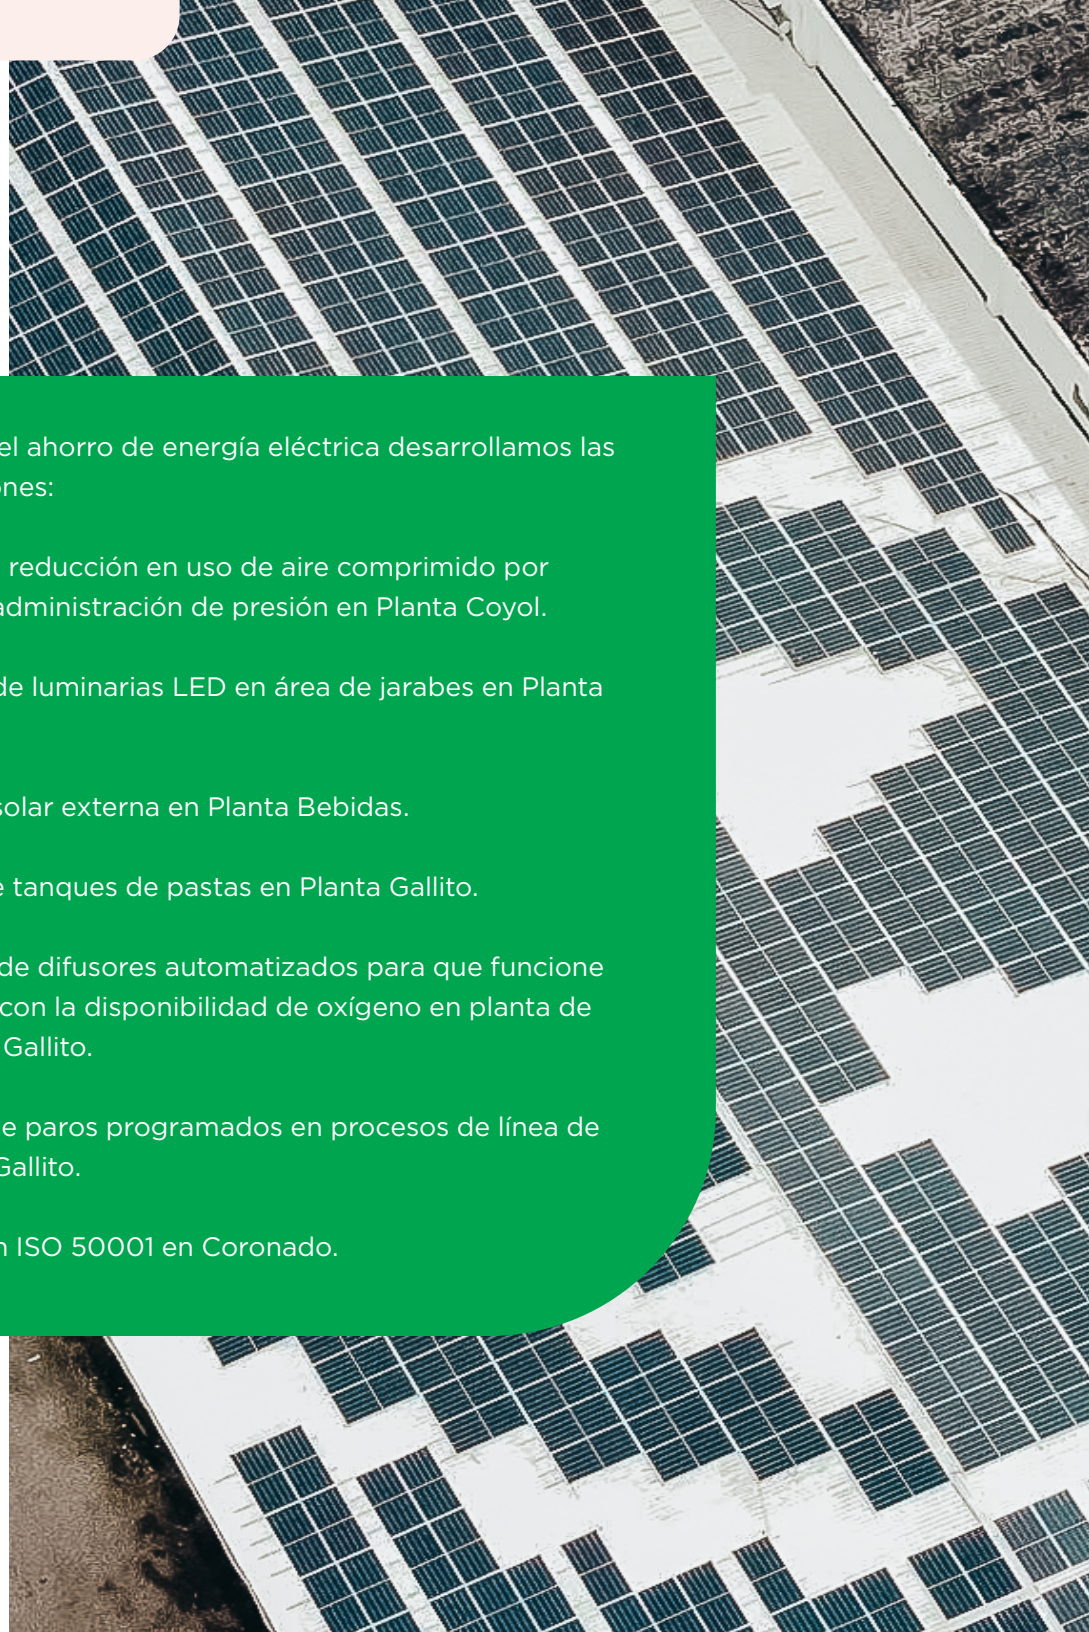 el ahorro de energía eléctrica desarrollamos las
nes:
reducción en uso de aire comprimido por
administración de presión en Planta Coyol.
de luminarias LED en área de jarabes en Planta
solar externa en Planta Bebidas.
e tanques de pastas en Planta Gallito.
de difusores automatizados para que funcione
con la disponibilidad de oxígeno en planta de
Gallito.
e paros programados en procesos de línea de
Gallito.
n ISO 50001 en Coronado.